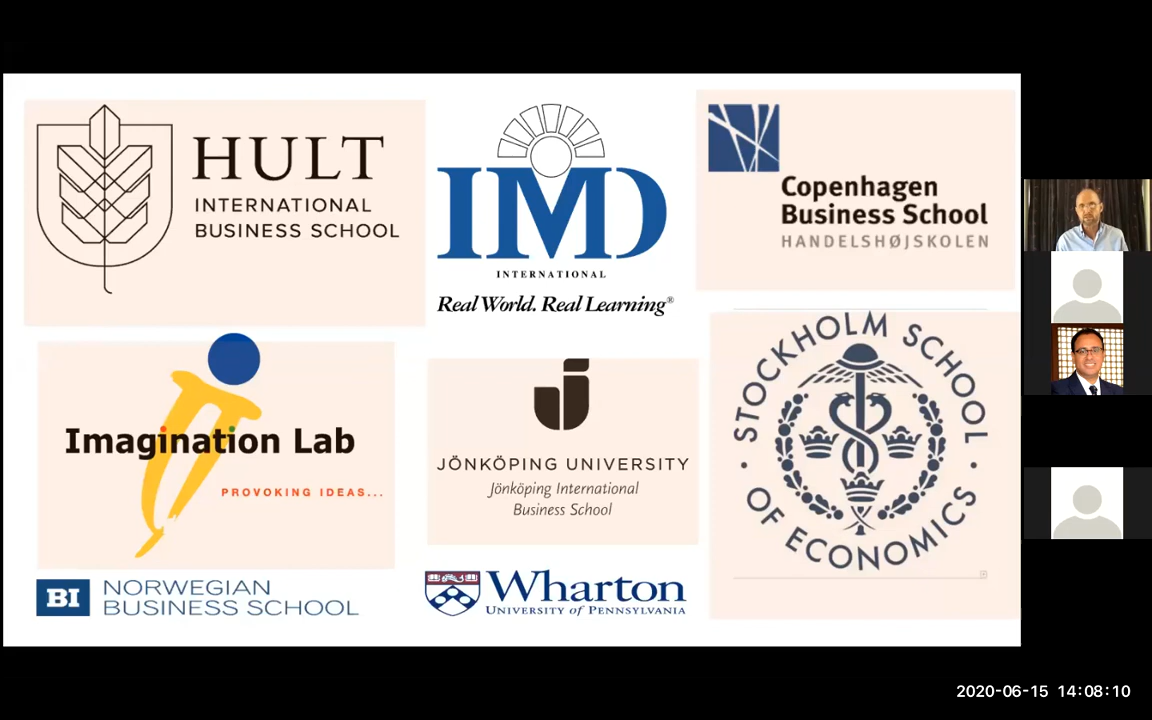 HULT
INTERNATIONAL
BUSINESS SCHOOL
IMD
INTERNATIONAL
Real World. Real Learning®
Copenhagen
Business School
HANDELSHØJSKOLEN
Imagination Lab
PROVOKING IDEAS...
JÖNKÖPING UNIVERSITY
Jönköping International
Business School
STOCKHOLM SCHOOL
• OF ECONOMICS •
BI NORWEGIAN
BUSINESS SCHOOL
Wharton
UNIVERSITY of PENNSYLVANIA
2020-06-15 14:08:10